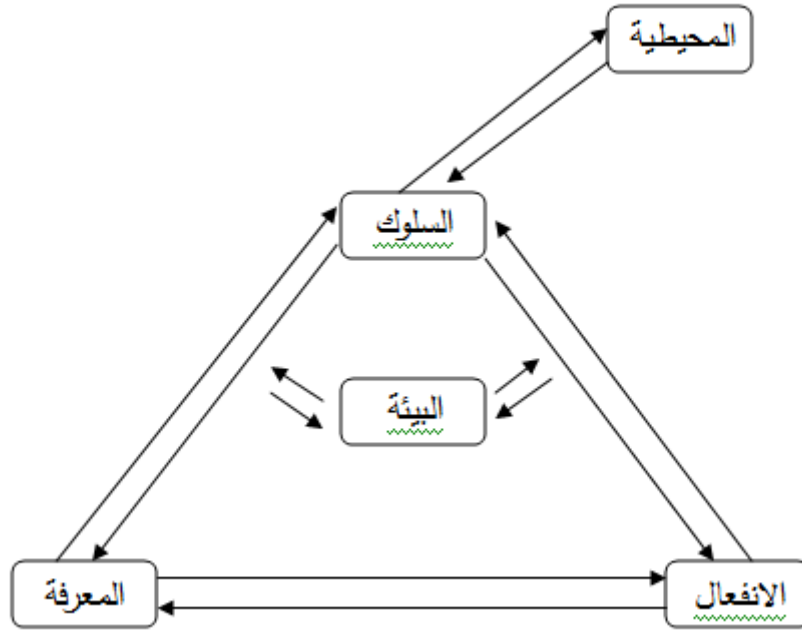 المحيطية
السلوك
البيئة
الانفعال
المعرفة